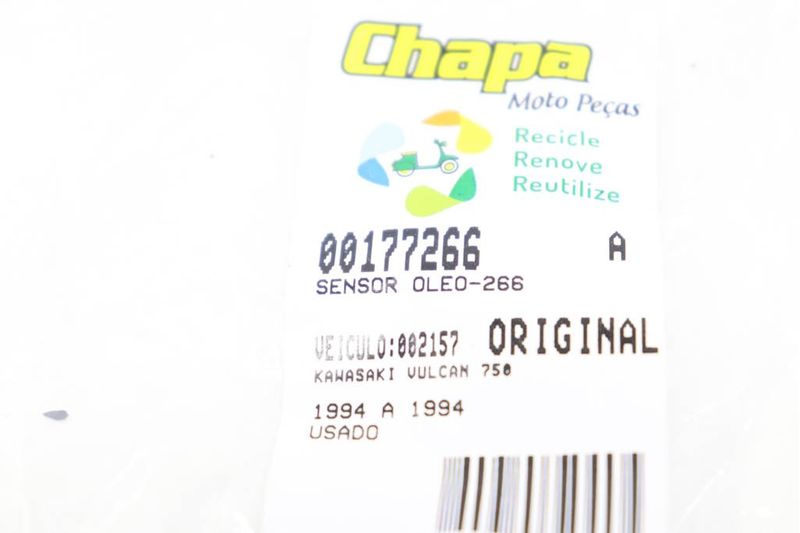 Chapa
Moto Peças
Recicle
Renove
Reutilize
00177266 A
SENSOR OLEO-266
VEICULO:002157 ORIGINAL
KAWASAKI VULCAN 750
1994 A 1994
USADO